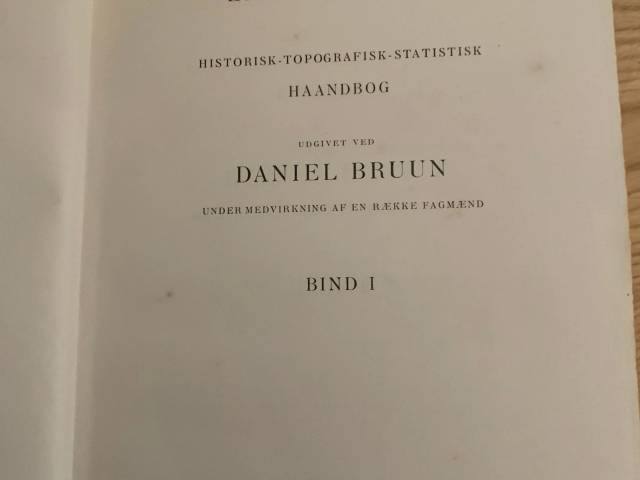 HISTORISK-TOPOGRAFISK-STATISTISK
HAANDBOG
UDGIVET VED
DANIEL BRUUN
UNDER MEDVIRKNING AF EN RÆKKE FAGMÆND
BIND I